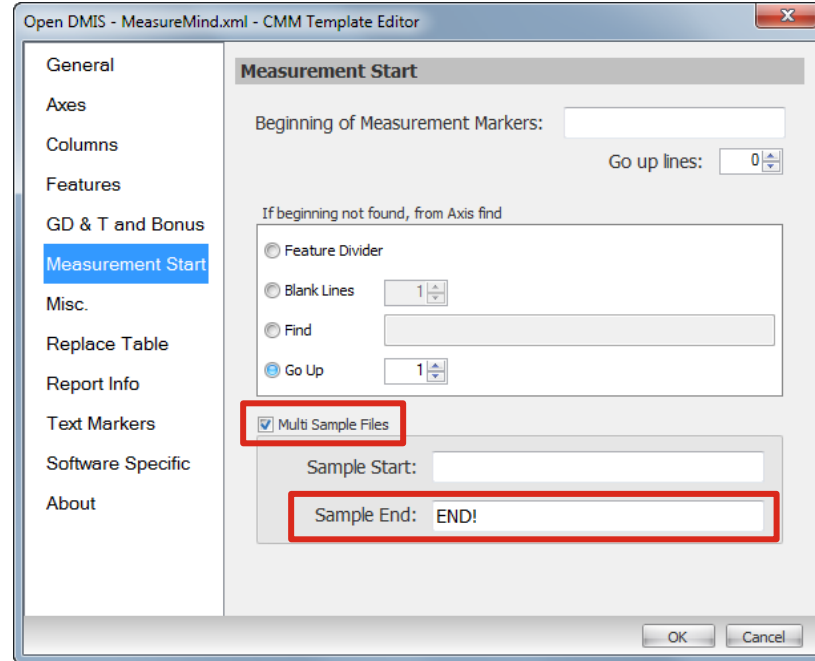 Open DMIS - MeasureMind.xml - CMM Template Editor
General
Axes
Columns
Features
GD & T and Bonus
Measurement Start
Misc.
Replace Table
Report Info
Text Markers
Software Specific
About
Measurement Start
Beginning of Measurement Markers:
Go up lines: 0
If beginning not found, from Axis find
Feature Divider
Blank Lines 1
Find
Go Up 1
Multi Sample Files
Sample Start:
Sample End: END!
OK Cancel